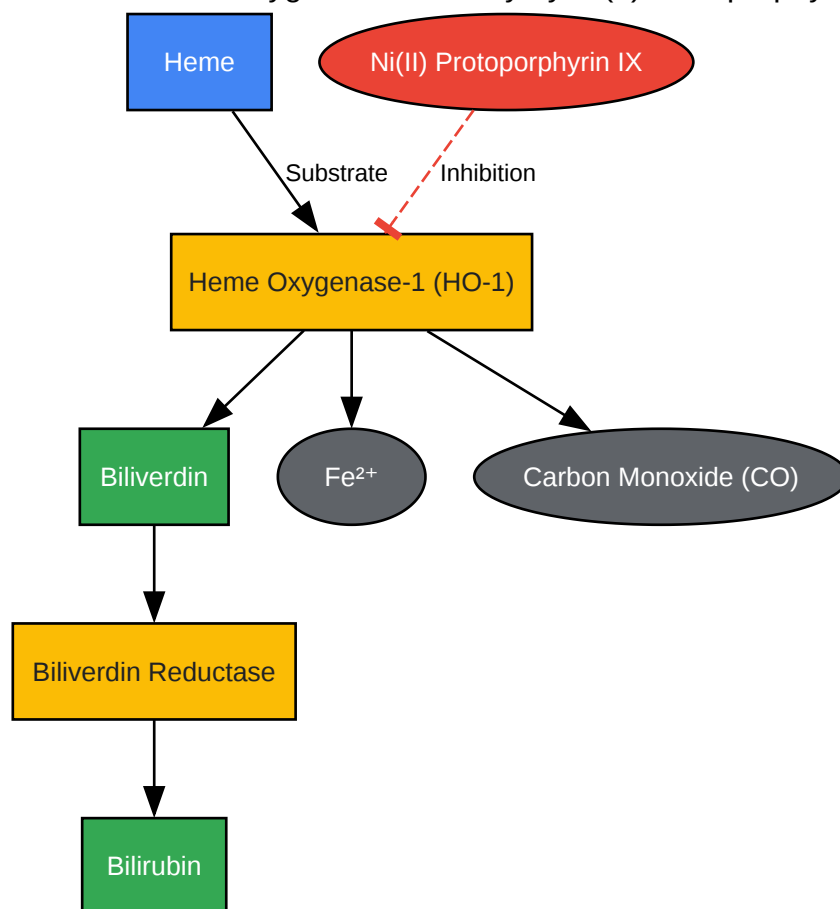 Heme
Ni(II) Protoporphyrin IX
Substrate
Inhibition
Heme Oxygenase-1 (HO-1)
Biliverdin
Fe²⁺
Carbon Monoxide (CO)
Biliverdin Reductase
Bilirubin